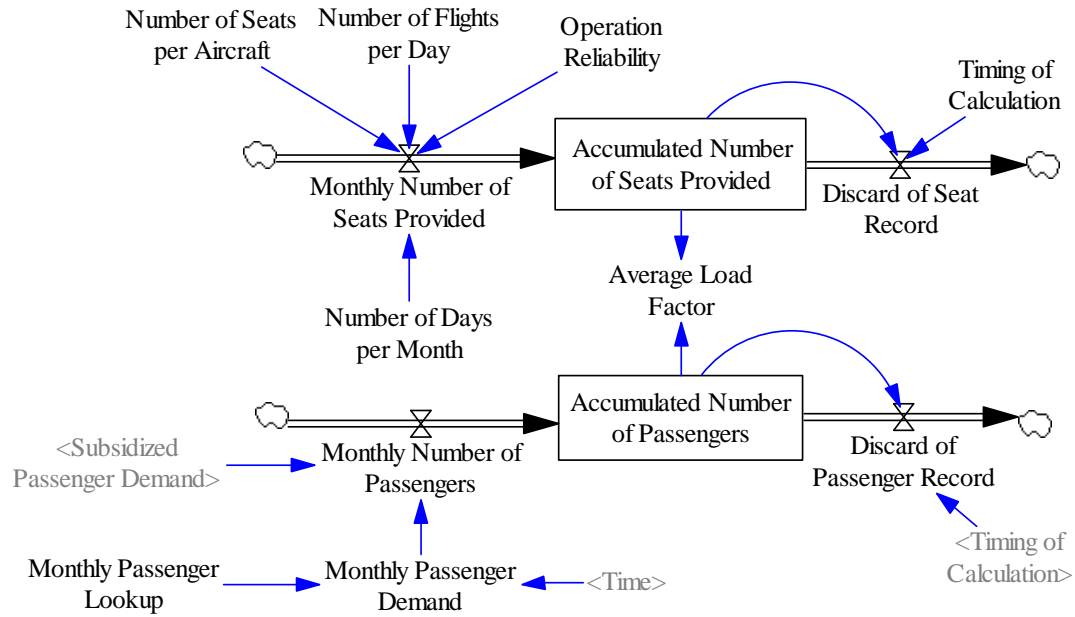 Number of Seats
per Aircraft
Number of Flights
per Day
Operation
Reliability
Timing of
Calculation
Accumulated Number
of Seats Provided
Monthly Number of
Seats Provided
Discard of Seat
Record
Average Load
Factor
Number of Days
per Month
Accumulated Number
of Passengers
<Subsidized
Passenger Demand>
Monthly Number of
Passengers
Discard of
Passenger Record
<Timing of
Calculation>
Monthly Passenger
Lookup
Monthly Passenger
Demand
<Time>